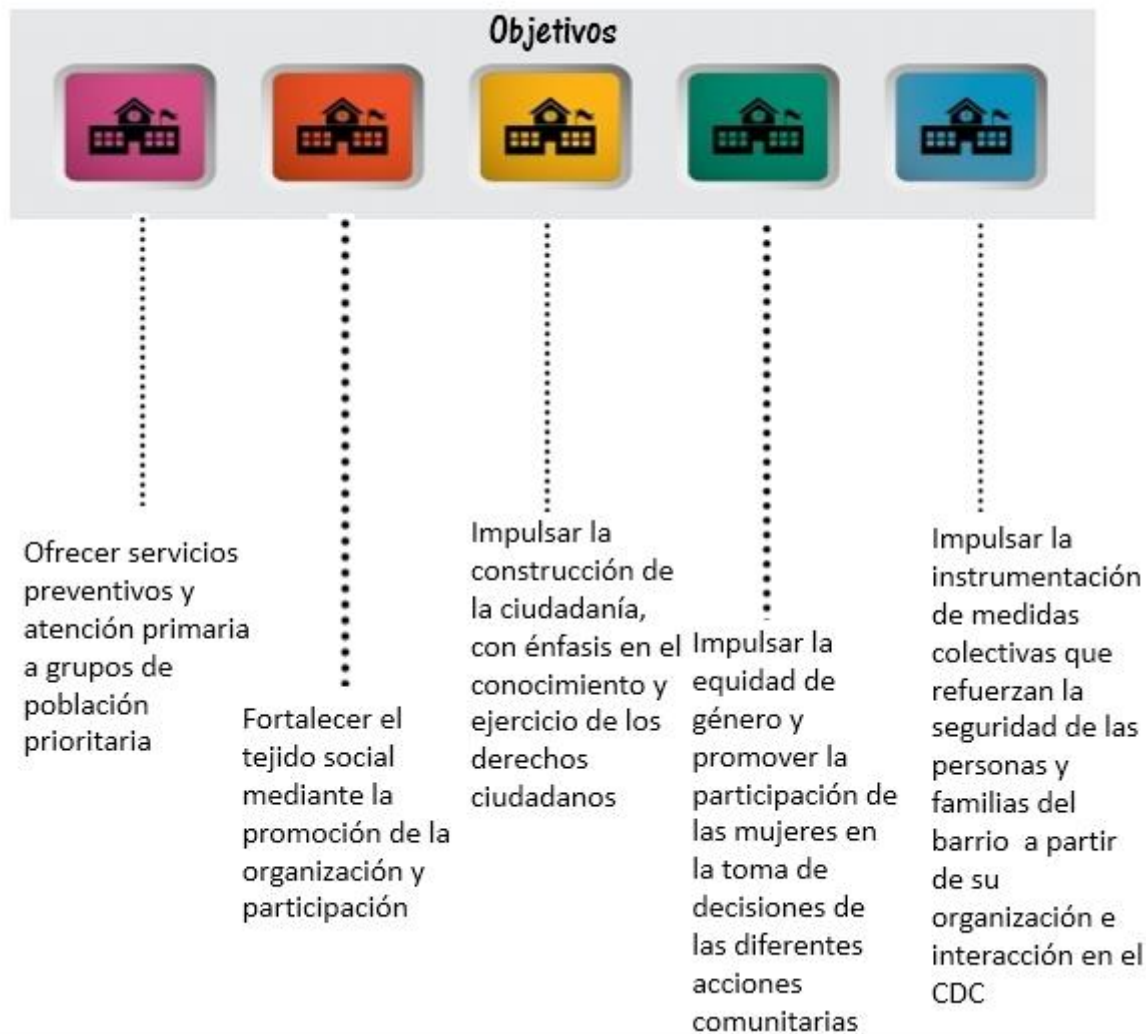 Objetivos
Ofrecer servicios
preventivos y
atención primaria
a grupos de
población
prioritaria
Fortalecer el
tejido social
mediante la
promoción de la
organización y
participación
Impulsar la
construcción de
la ciudadanía,
con énfasis en el
conocimiento y
ejercicio de los
derechos
ciudadanos
Impulsar la
equidad de
género y
promover la
participación de
las mujeres en
la toma de
decisiones de
las diferentes
acciones
comunitarias
Impulsar la
instrumentación
de medidas
colectivas que
refuerzan la
seguridad de las
personas y
familias del
barrio a partir
de su
organización e
interacción en el
CDC